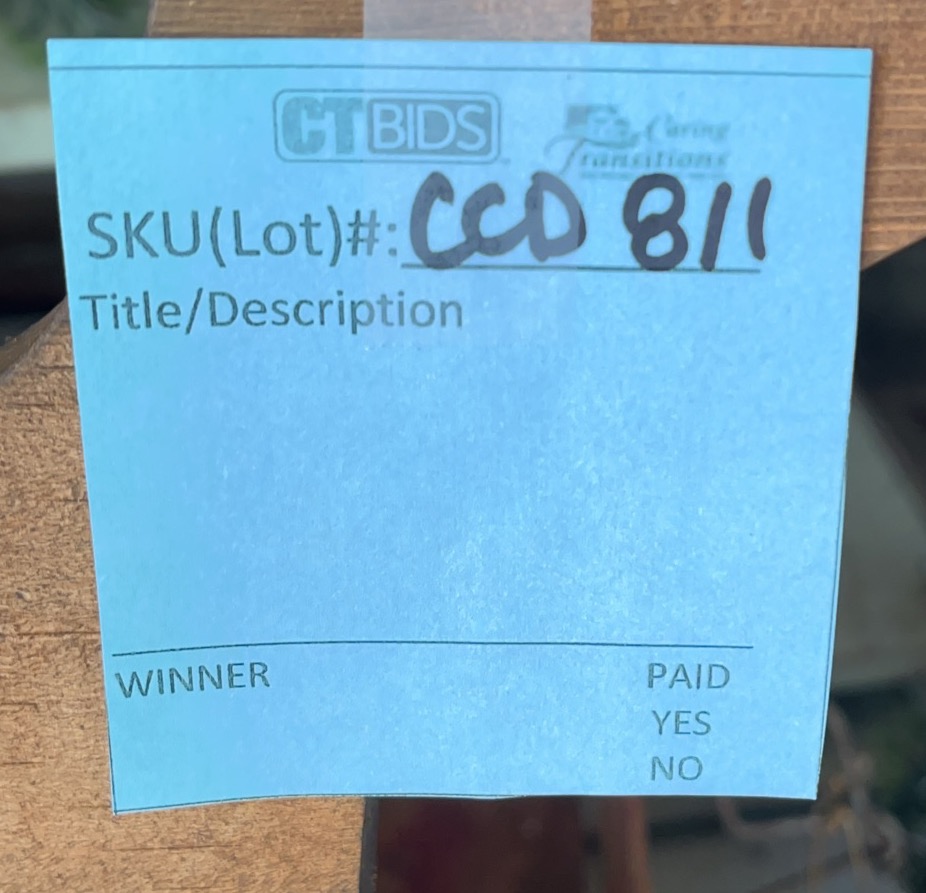 CTBIDS
Caring
Transitions
SKU(Lot)#: CCD 811
Title/Description
WINNER
PAID
YES
NO